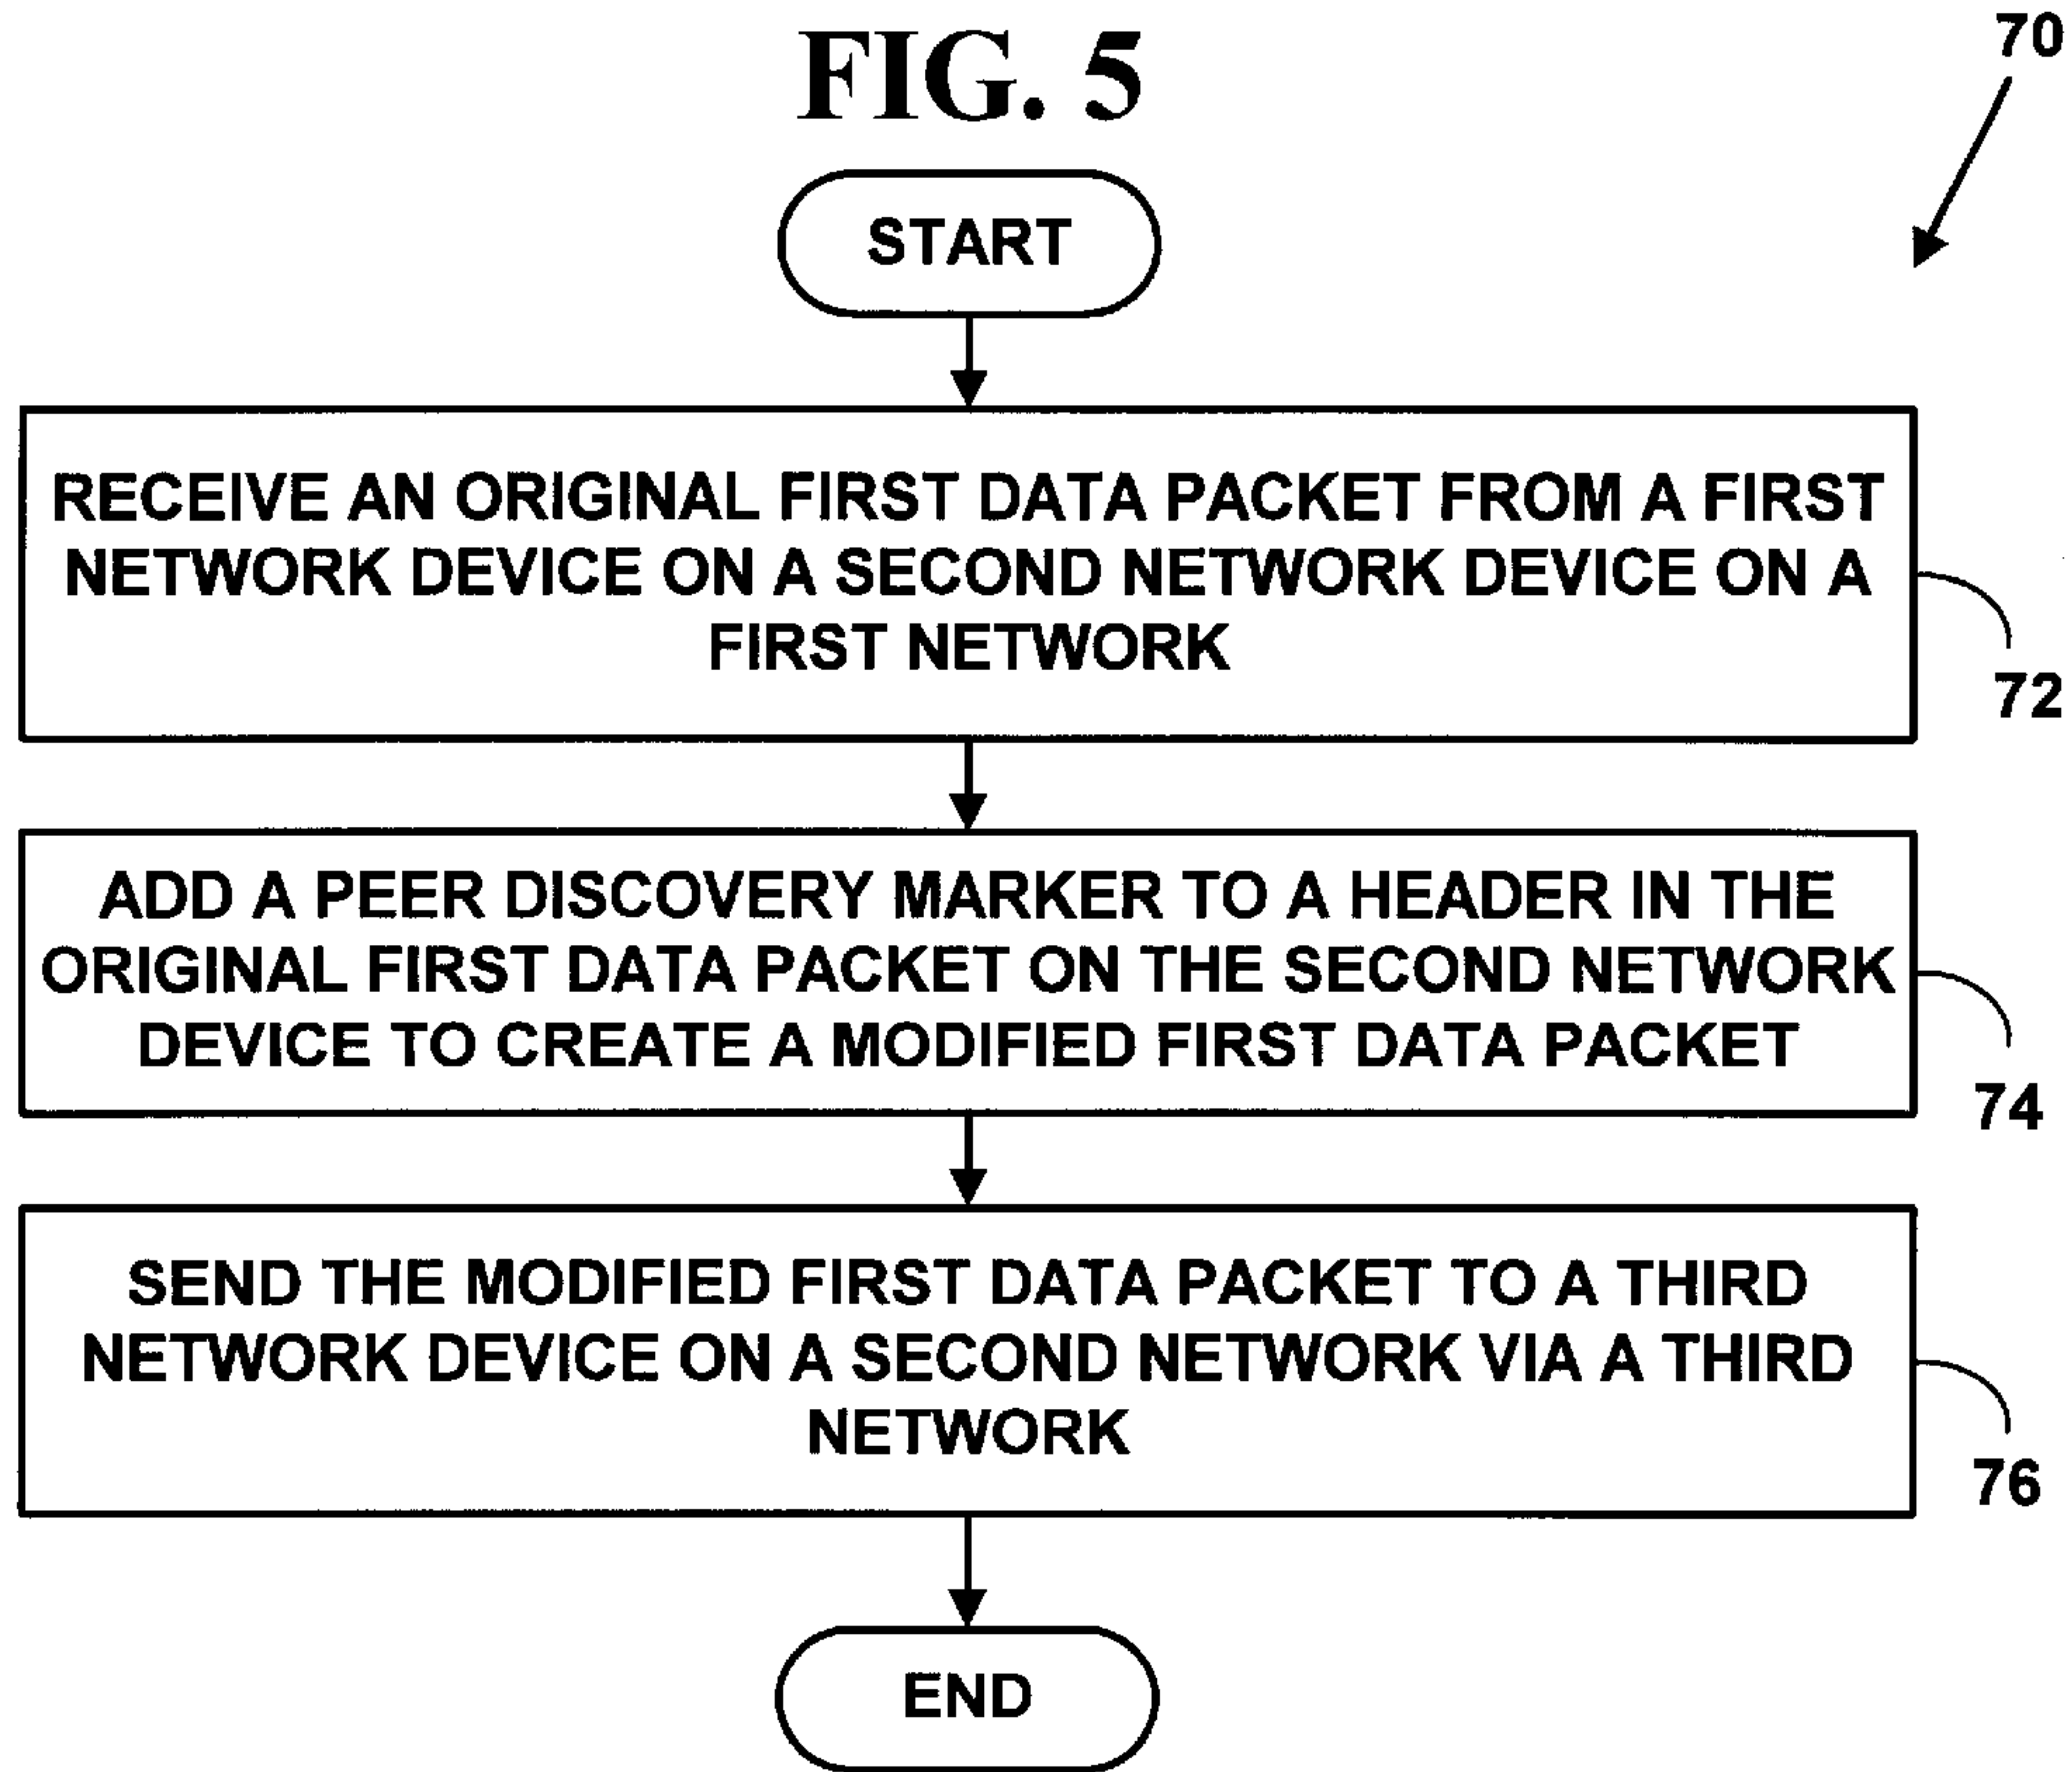 FIG. 5
70
START
RECEIVE AN ORIGINAL FIRST DATA PACKET FROM A FIRST
NETWORK DEVICE ON A SECOND NETWORK DEVICE ON A
FIRST NETWORK
72
ADD A PEER DISCOVERY MARKER TO A HEADER IN THE
ORIGINAL FIRST DATA PACKET ON THE SECOND NETWORK
DEVICE TO CREATE A MODIFIED FIRST DATA PACKET
74
SEND THE MODIFIED FIRST DATA PACKET TO A THIRD
NETWORK DEVICE ON A SECOND NETWORK VIA A THIRD
NETWORK
76
END